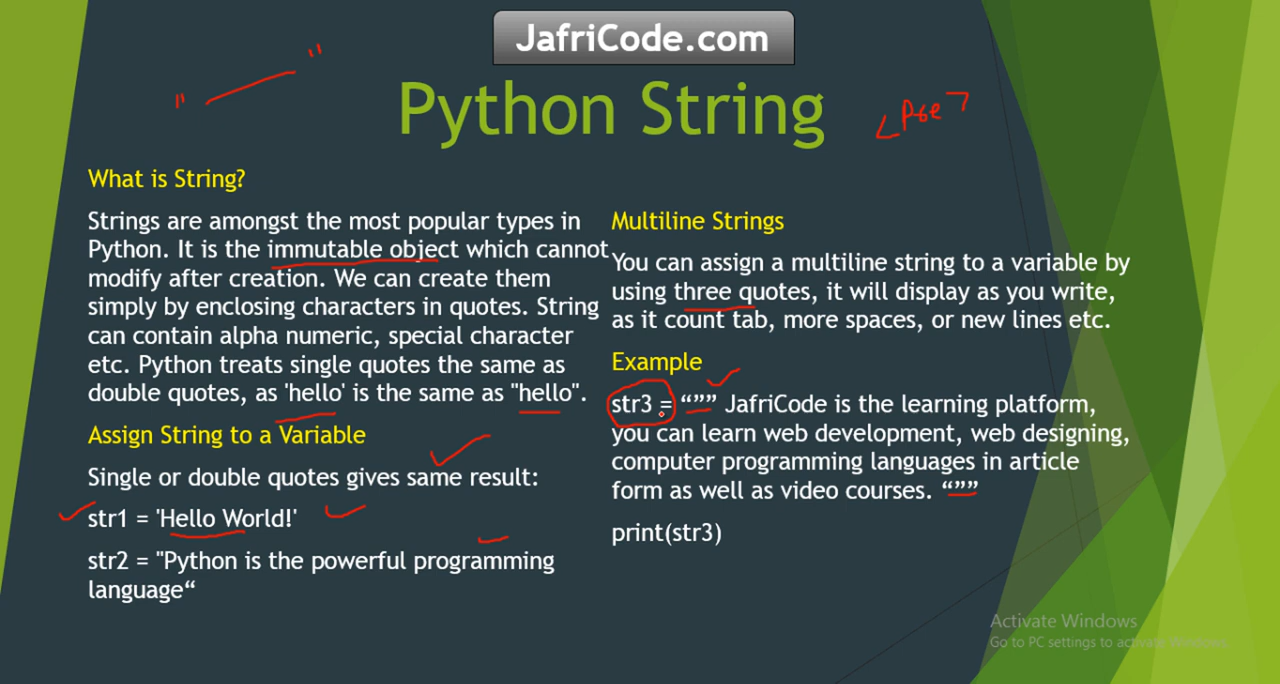 JafriCode.com
" "
Python String
<Pre>
What is String?
Strings are amongst the most popular types in
Python. It is the immutable object which cannot
modify after creation. We can create them
simply by enclosing characters in quotes. String
can contain alpha numeric, special character
etc. Python treats single quotes the same as
double quotes, as 'hello' is the same as "hello".
Assign String to a Variable
Single or double quotes gives same result:
str1 = 'Hello World!'
str2 = "Python is the powerful programming
language“
Multiline Strings
You can assign a multiline string to a variable by
using three quotes, it will display as you write,
as it count tab, more spaces, or new lines etc.
Example
str3 = “”” JafriCode is the learning platform,
you can learn web development, web designing,
computer programming languages in article
form as well as video courses. “””
print(str3)
Activate Windows
Go to PC settings to activate Windows.